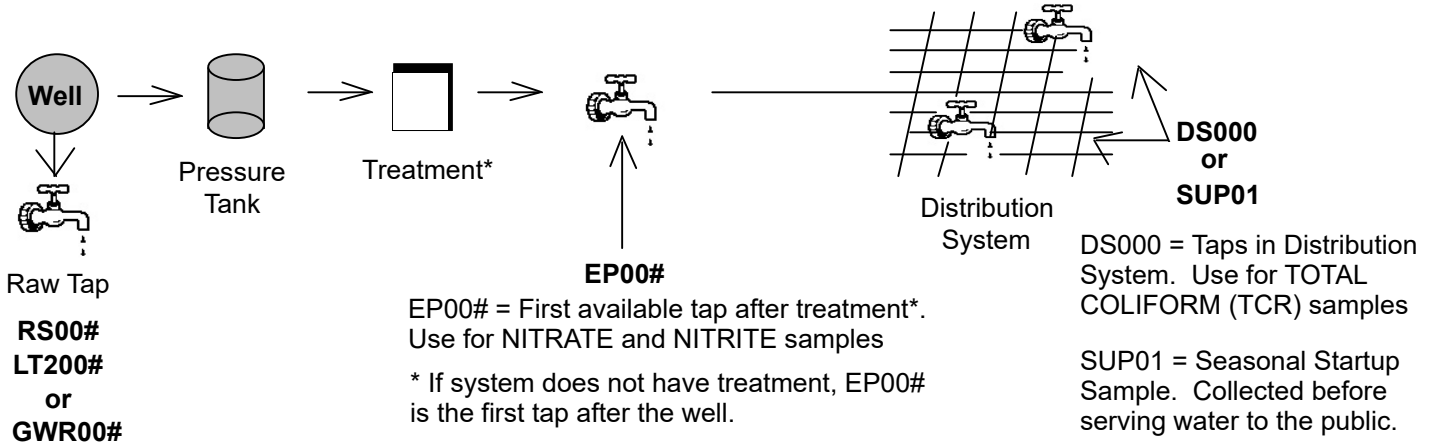 Well
Pressure
Tank
Treatment*
Distribution
System
Raw Tap
RS00#
LT200#
or
GWR00#
EP00#
EP00# = First available tap after treatment*.
Use for NITRATE and NITRITE samples
* If system does not have treatment, EP00#
is the first tap after the well.
DS000
or
SUP01
DS000 = Taps in Distribution
System.  Use for TOTAL
COLIFORM (TCR) samples
SUP01 = Seasonal Startup
Sample.  Collected before
serving water to the public.